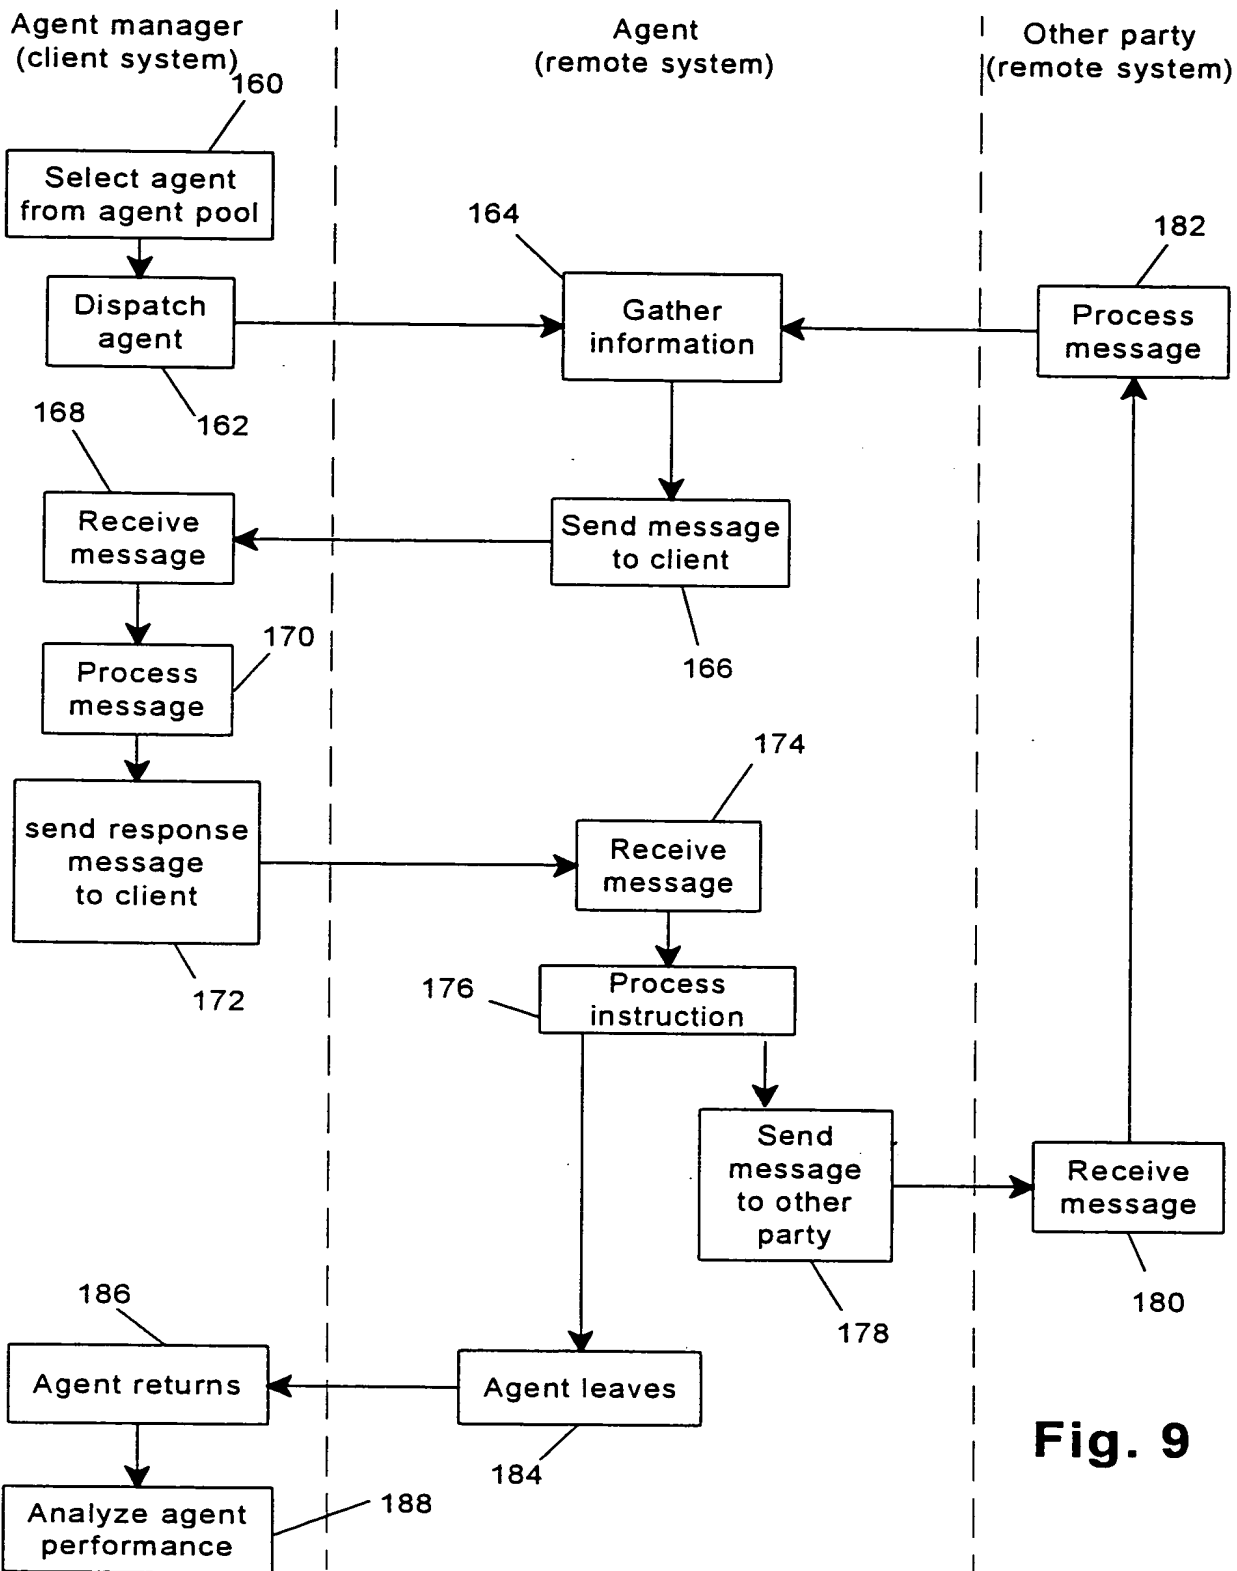 Agent manager
(client system)
Agent
(remote system)
Other party
(remote system)
160
Select agent
from agent pool
164
182
Dispatch
agent
Gather
information
Process
message
168
162
Receive
message
Send message
to client
170
166
Process
message
174
send response
message
to client
Receive
message
172
176
Process
instruction
Send
message
to other
party
Receive
message
186
178
180
Agent returns
Agent leaves
Fig. 9
184
188
Analyze agent
performance